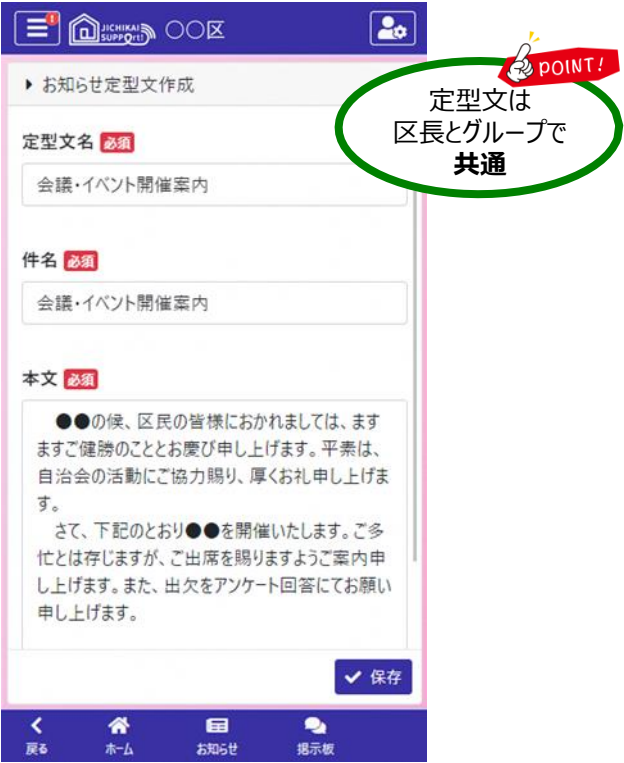 !
JICHIKAI
SUPPORT!
〇〇区
POINT!
定型文は
区長とグループで
共通
お知らせ定型文作成
定型文名 必須
会議・イベント開催案内
件名 必須
会議・イベント開催案内
本文 必須
●●の候、区民の皆様におかれましては、ます
ますご健勝のこととお慶び申し上げます。平素は、
自治会の活動にご協力賜り、厚くお礼申し上げま
す。
さて、下記のとおり●●を開催いたします。ご多
忙とは存じますが、ご出席を賜りますようご案内申
し上げます。また、出欠をアンケート回答にてお願い
申し上げます。
保存
戻る ホーム お知らせ 掲示板